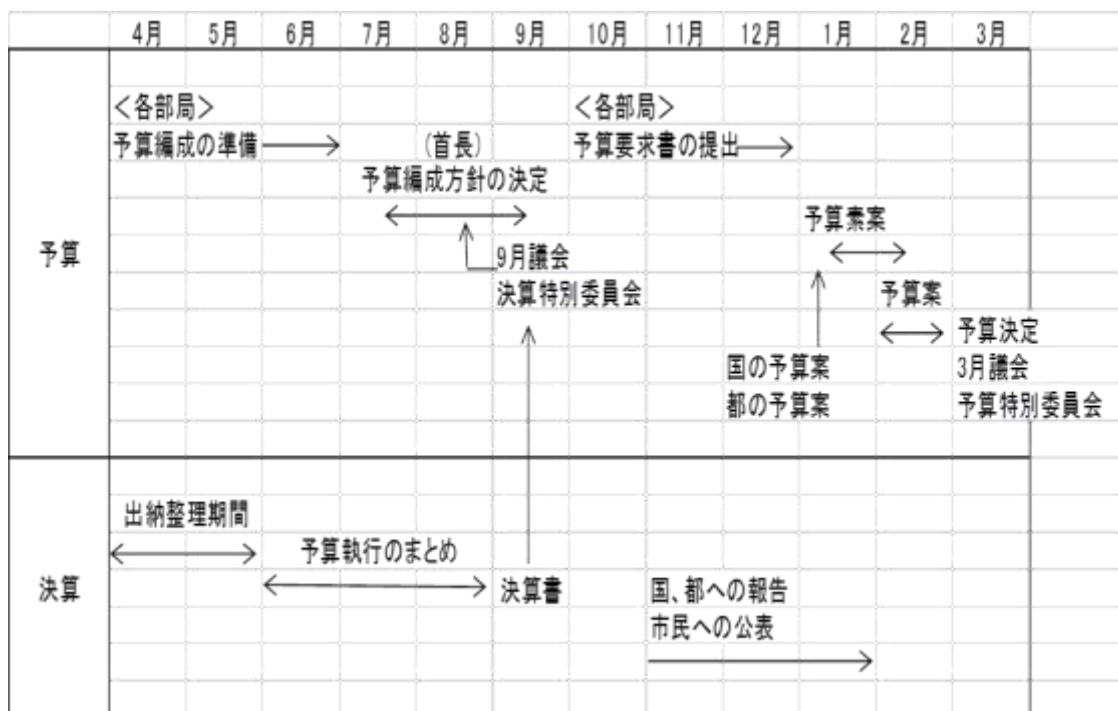 4月 5月 6月 7月 8月 9月 10月 11月 12月 1月 2月 3月
予算
＜各部局＞
予算編成の準備
(首長)
予算編成方針の決定
9月議会
決算特別委員会
＜各部局＞
予算要求書の提出
予算素案
国の予算案
都の予算案
予算案
予算決定
3月議会
予算特別委員会
決算
出納整理期間
予算執行のまとめ
決算書
国、都への報告
市民への公表